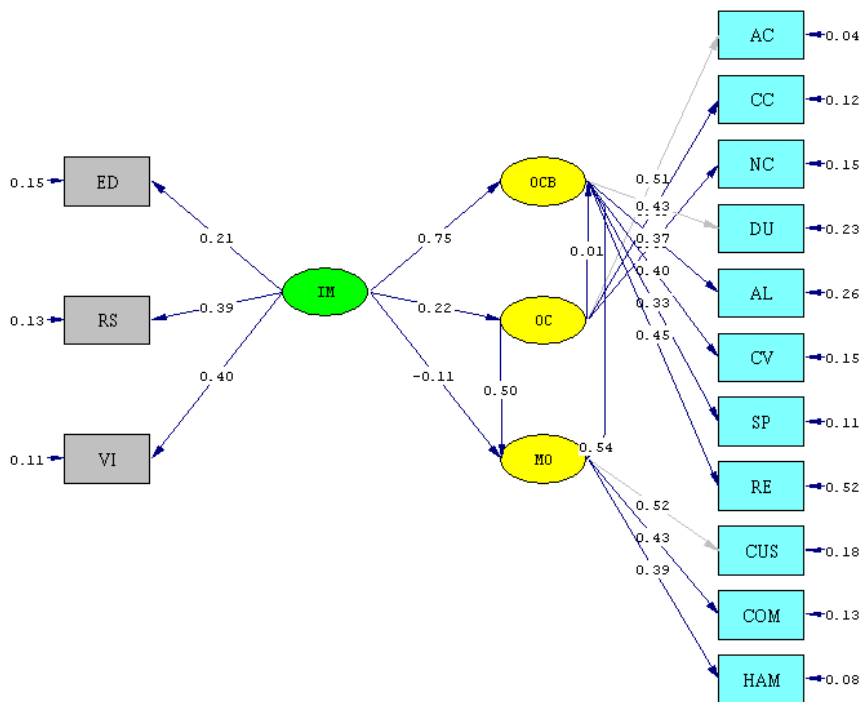 AC
0.04
CC
0.12
0.15
ED
OCB
0.51
NC
0.15
0.43
0.21
0.75
0.37
DU
0.23
0.01
0.40
IM
AL
0.26
0.13
RS
0.39
0.22
OC
0.33
0.45
CV
0.15
0.40
-0.11
0.50
SP
0.11
0.54
0.11
VI
MO
RE
0.52
0.52
0.43
CUS
0.18
0.39
COM
0.13
HAM
0.08